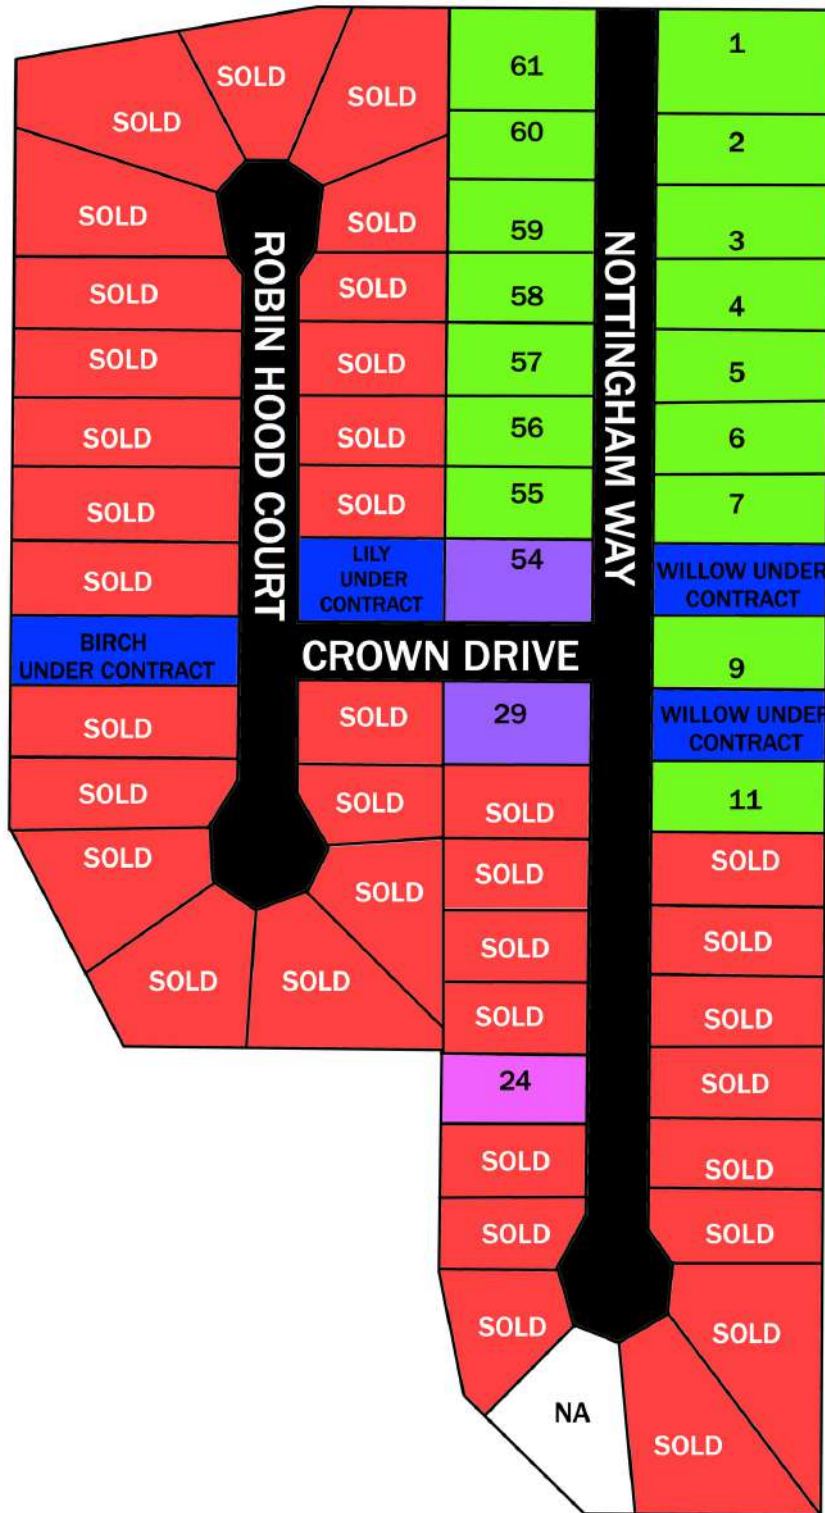 SOLD
61
1
SOLD
SOLD
60
2
SOLD
SOLD
SOLD
59
3
ROBIN HOOD COURT
NOTTINGHAM WAY
SOLD
SOLD
58
4
SOLD
SOLD
57
5
SOLD
SOLD
56
6
SOLD
SOLD
55
7
SOLD
LILY
UNDER
CONTRACT
54
WILLOW UNDER
CONTRACT
BIRCH
UNDER CONTRACT
CROWN DRIVE
9
SOLD
SOLD
29
WILLOW UNDER
CONTRACT
SOLD
SOLD
SOLD
11
SOLD
SOLD
SOLD
SOLD
SOLD
SOLD
SOLD
SOLD
SOLD
SOLD
24
SOLD
SOLD
SOLD
SOLD
SOLD
SOLD
SOLD
NA
SOLD